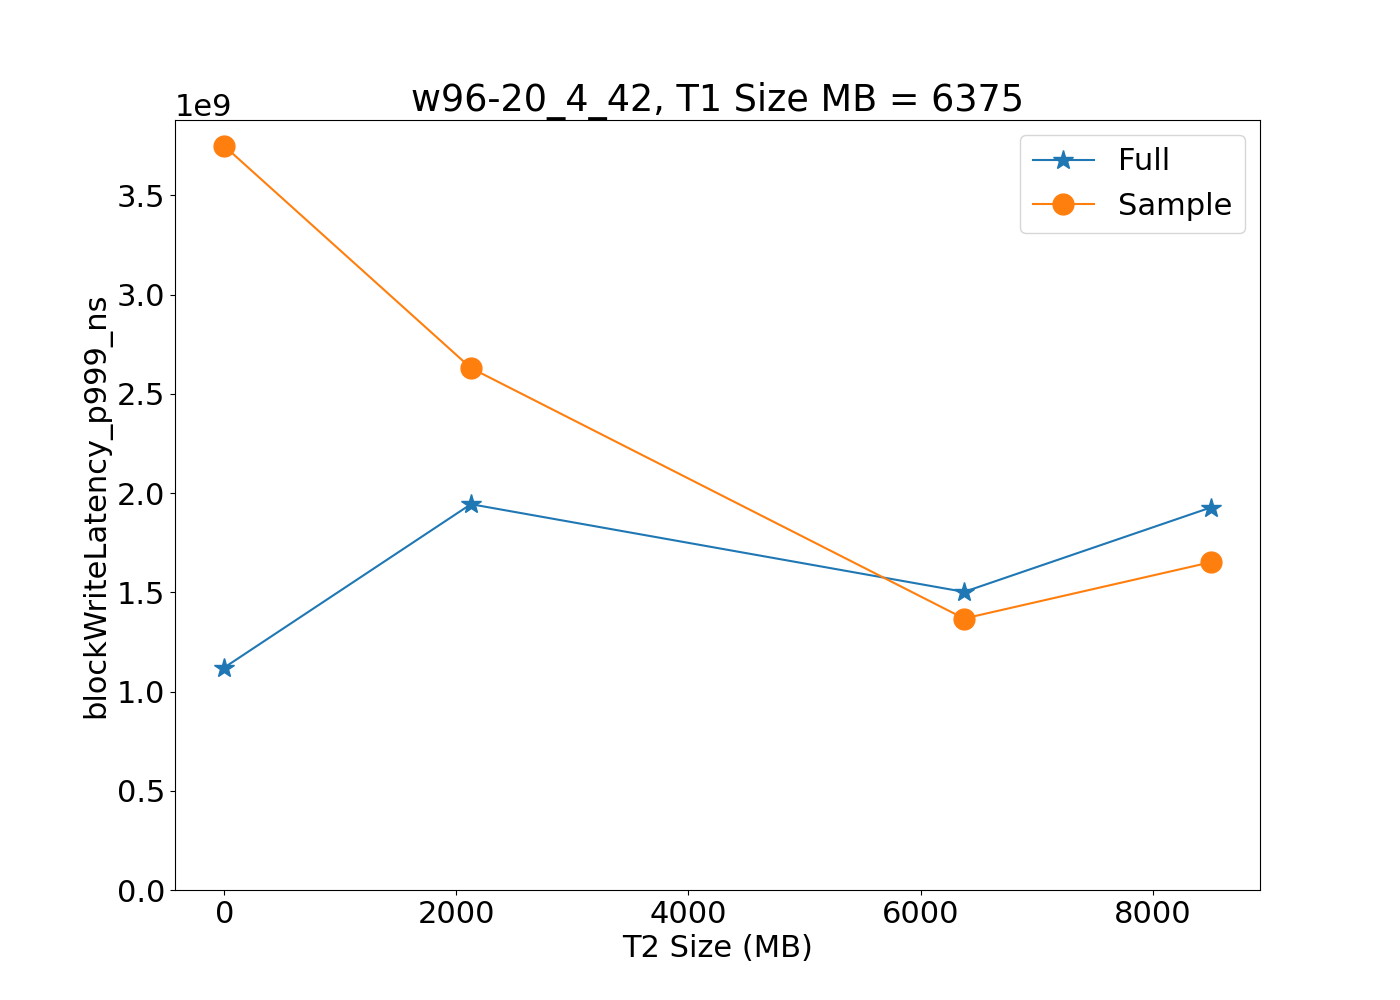 w96-20_4_42, T1 Size MB = 6375
1e9
Full
Sample
blockWriteLatency_p999_ns
3.5
3.0
2.5
2.0
1.5
1.0
0.5
0.0
0 2000 4000 6000 8000
T2 Size (MB)